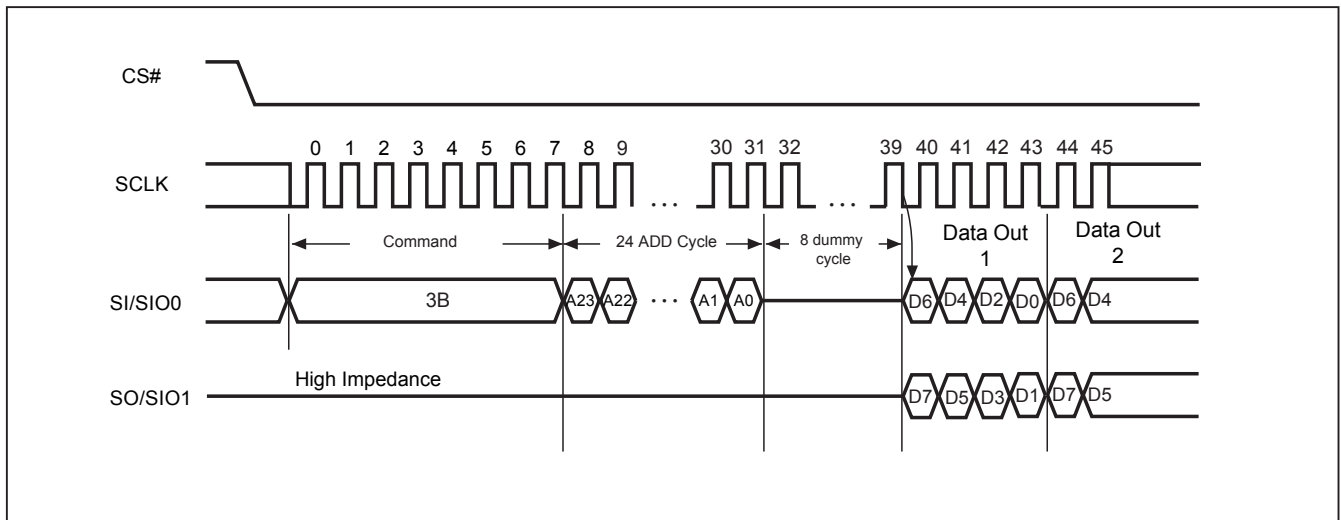 CS#
0 1 2 3 4 5 6 7 8 9 30 31 32 39 40 41 42 43 44 45
SCLK
... ...
Command 24 ADD Cycle 8 dummy cycle Data Out 1 Data Out 2
SI/SIO0 3B A23 A22 ... A1 A0 D6 D4 D2 D0 D6 D4
High Impedance
SO/SIO1 D7 D5 D3 D1 D7 D5